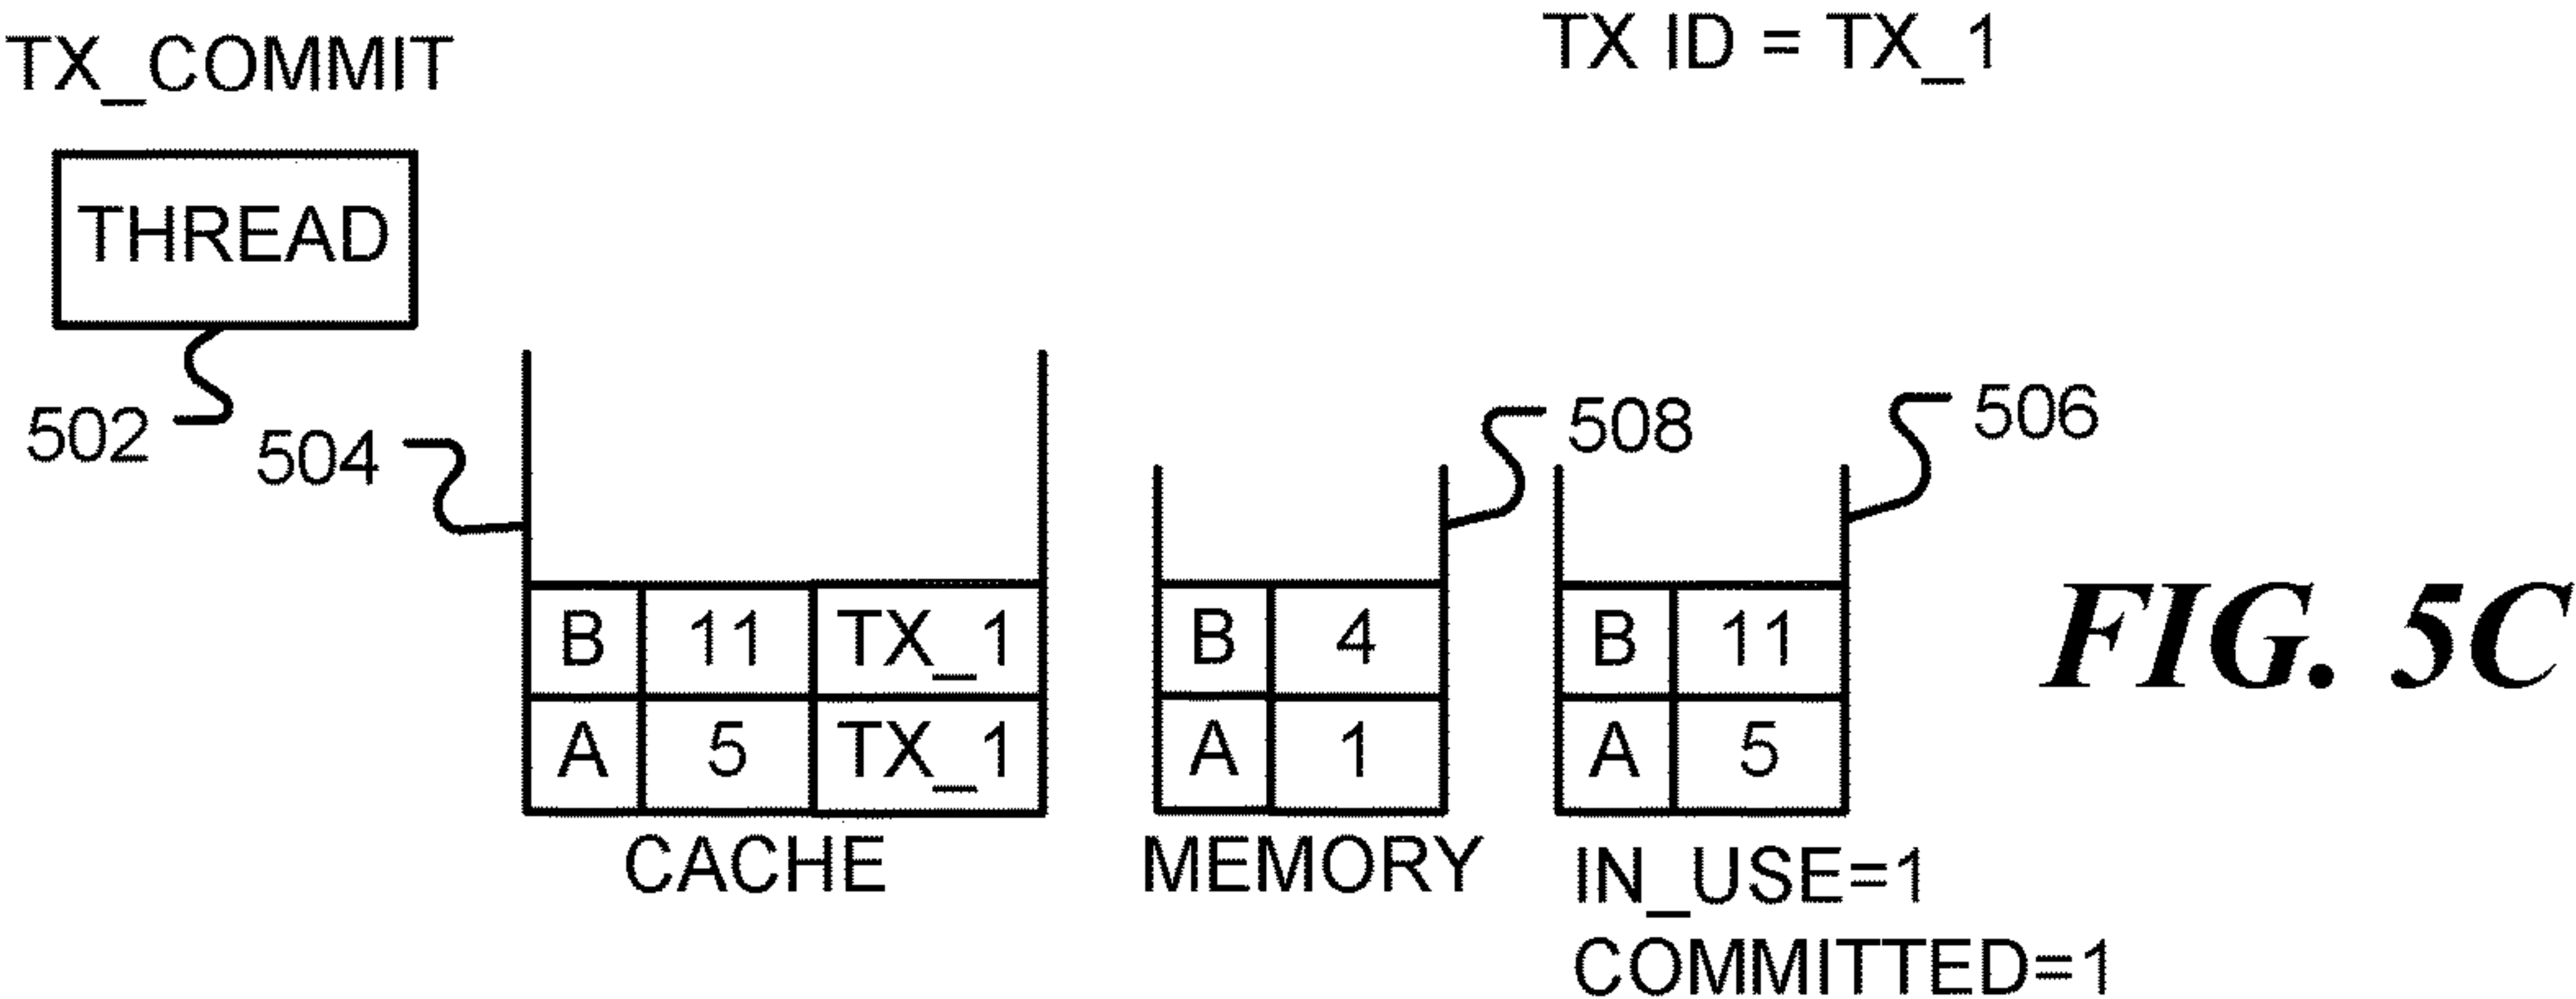 TX_COMMIT
TX ID = TX_1
THREAD
502
504
508
506
B 11 TX_1
A 5 TX_1
CACHE
B 4
A 1
MEMORY
B 11
A 5
IN_USE=1
COMMITTED=1
FIG. 5C